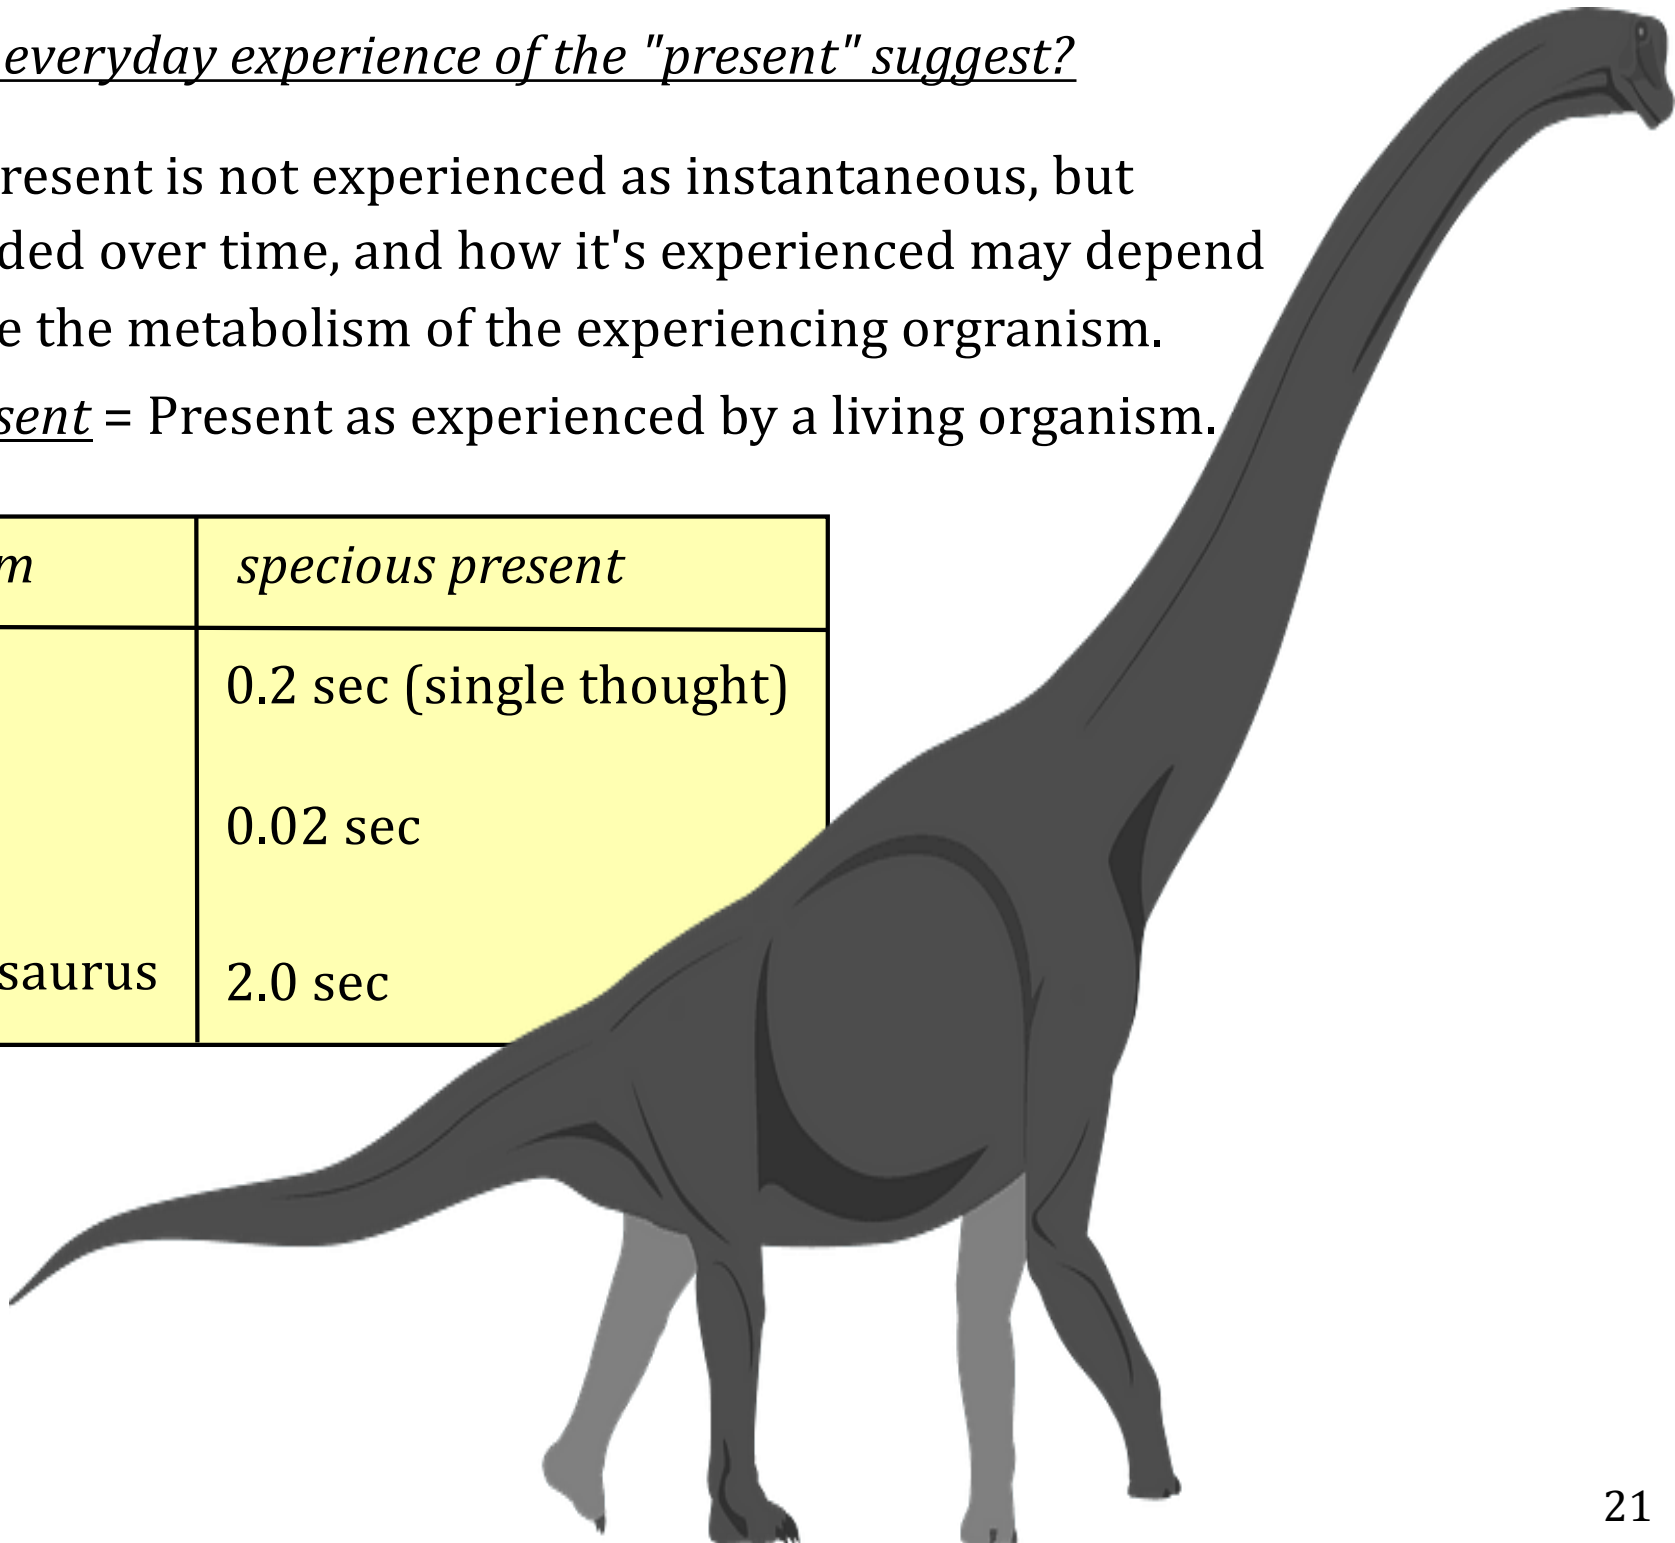 everyday experience of the "present" suggest?
resent is not experienced as instantaneous, but
ded over time, and how it's experienced may depend
e the metabolism of the experiencing orgranism.
sent = Present as experienced by a living organism.
m specious present
0.2 sec (single thought)
0.02 sec
saurus 2.0 sec
21